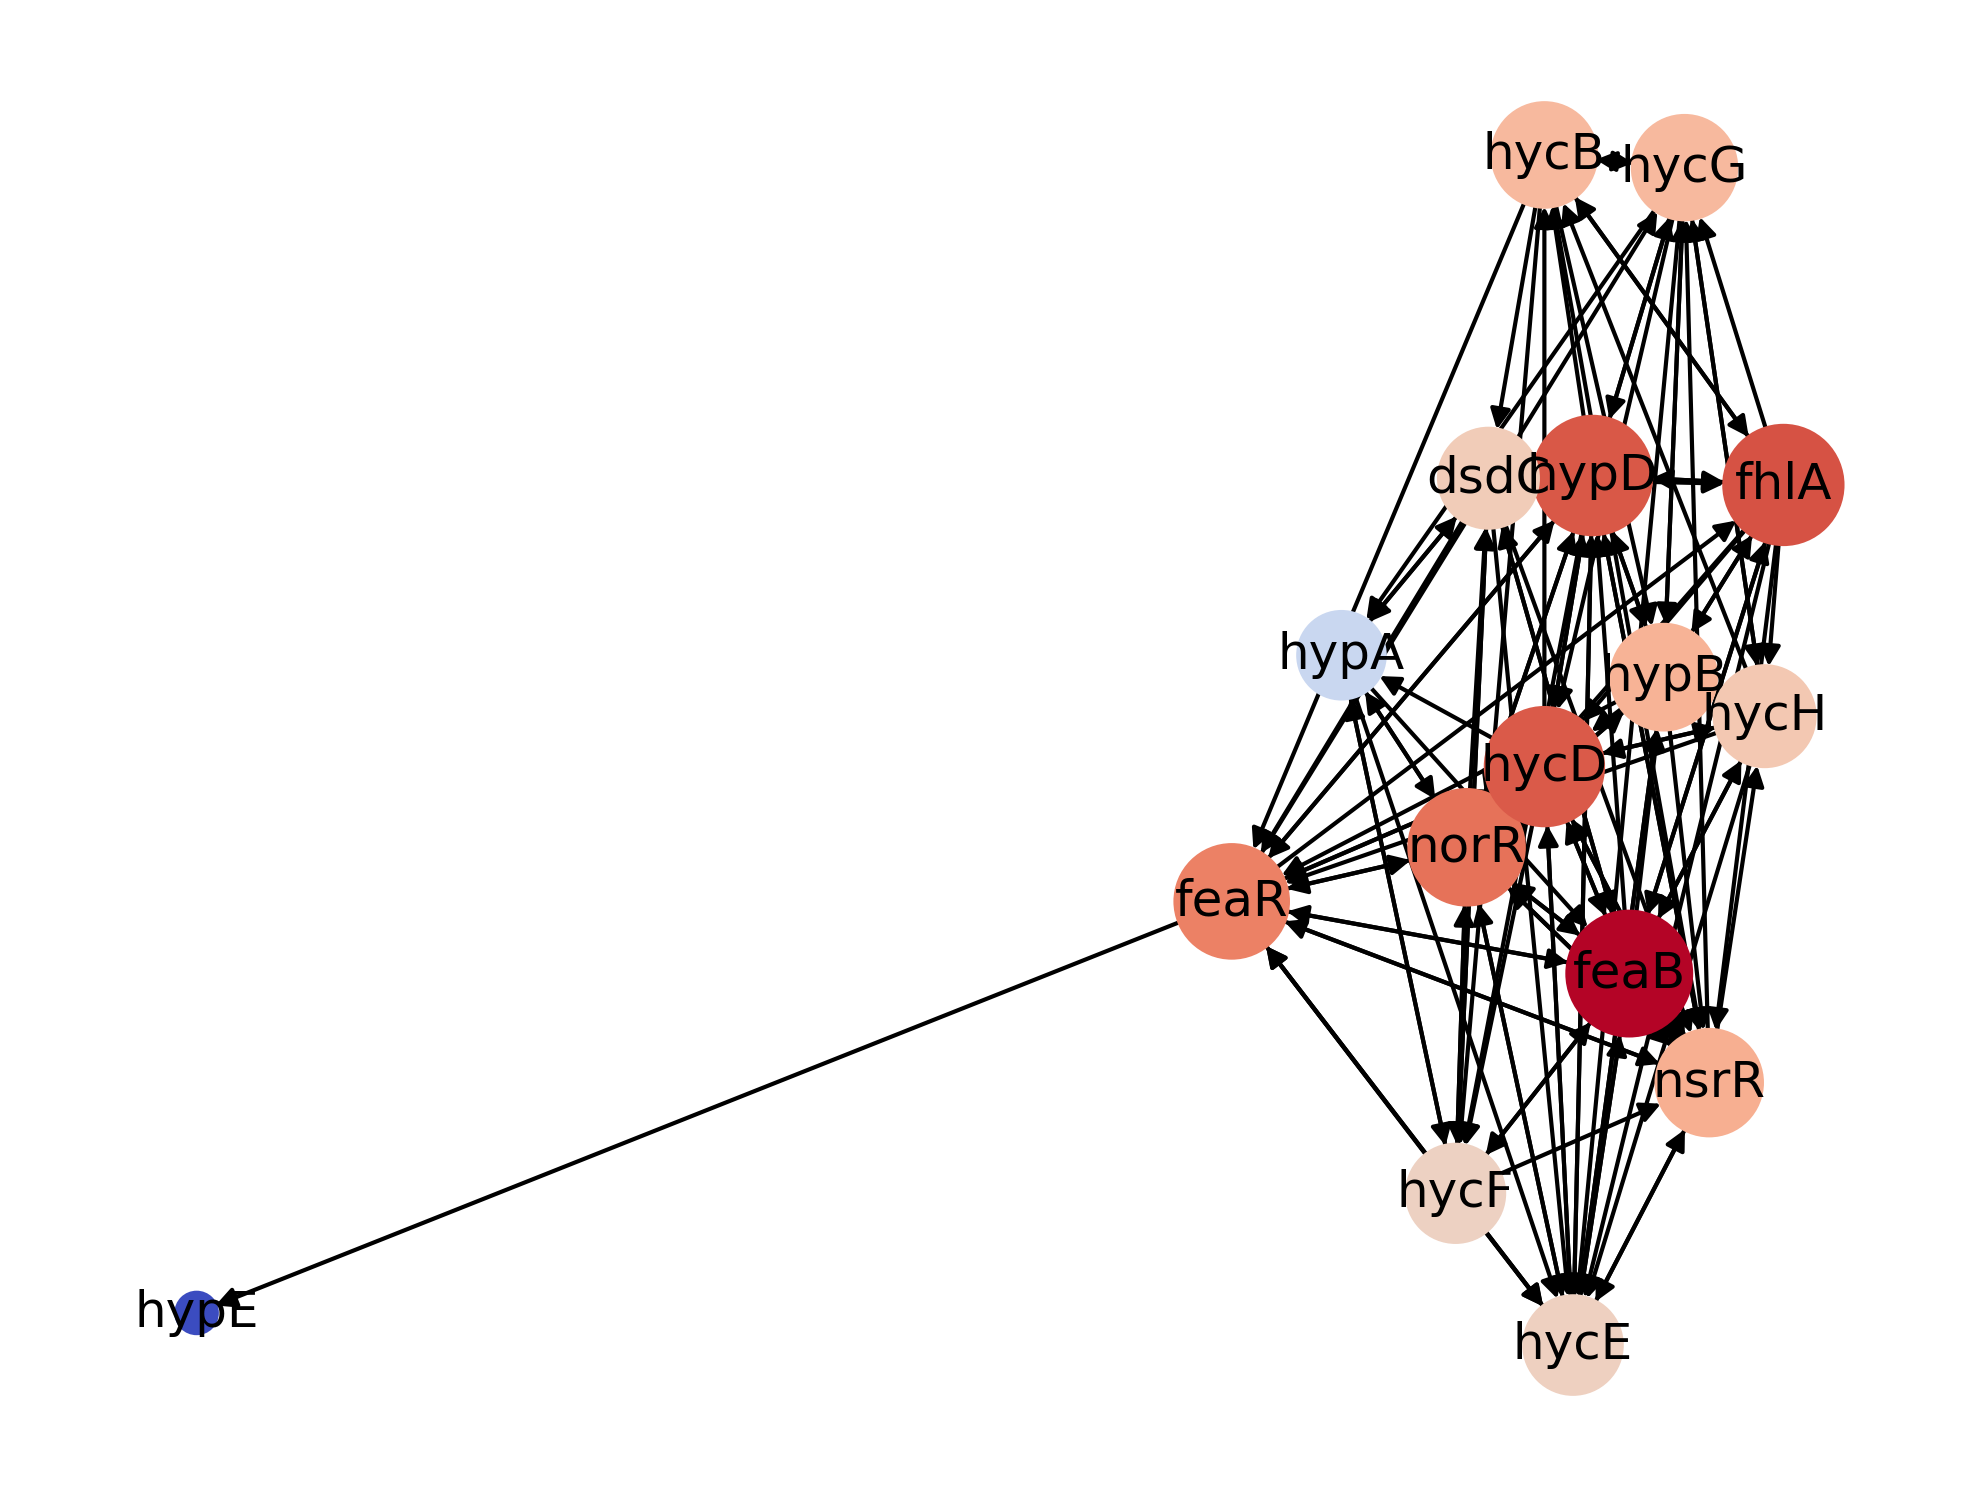 hycB
hycG
dsdC
hypD
fhlA
hypA
hypB
hycH
hycD
norR
feaR
feaB
nsrR
hycF
hypE
hycE